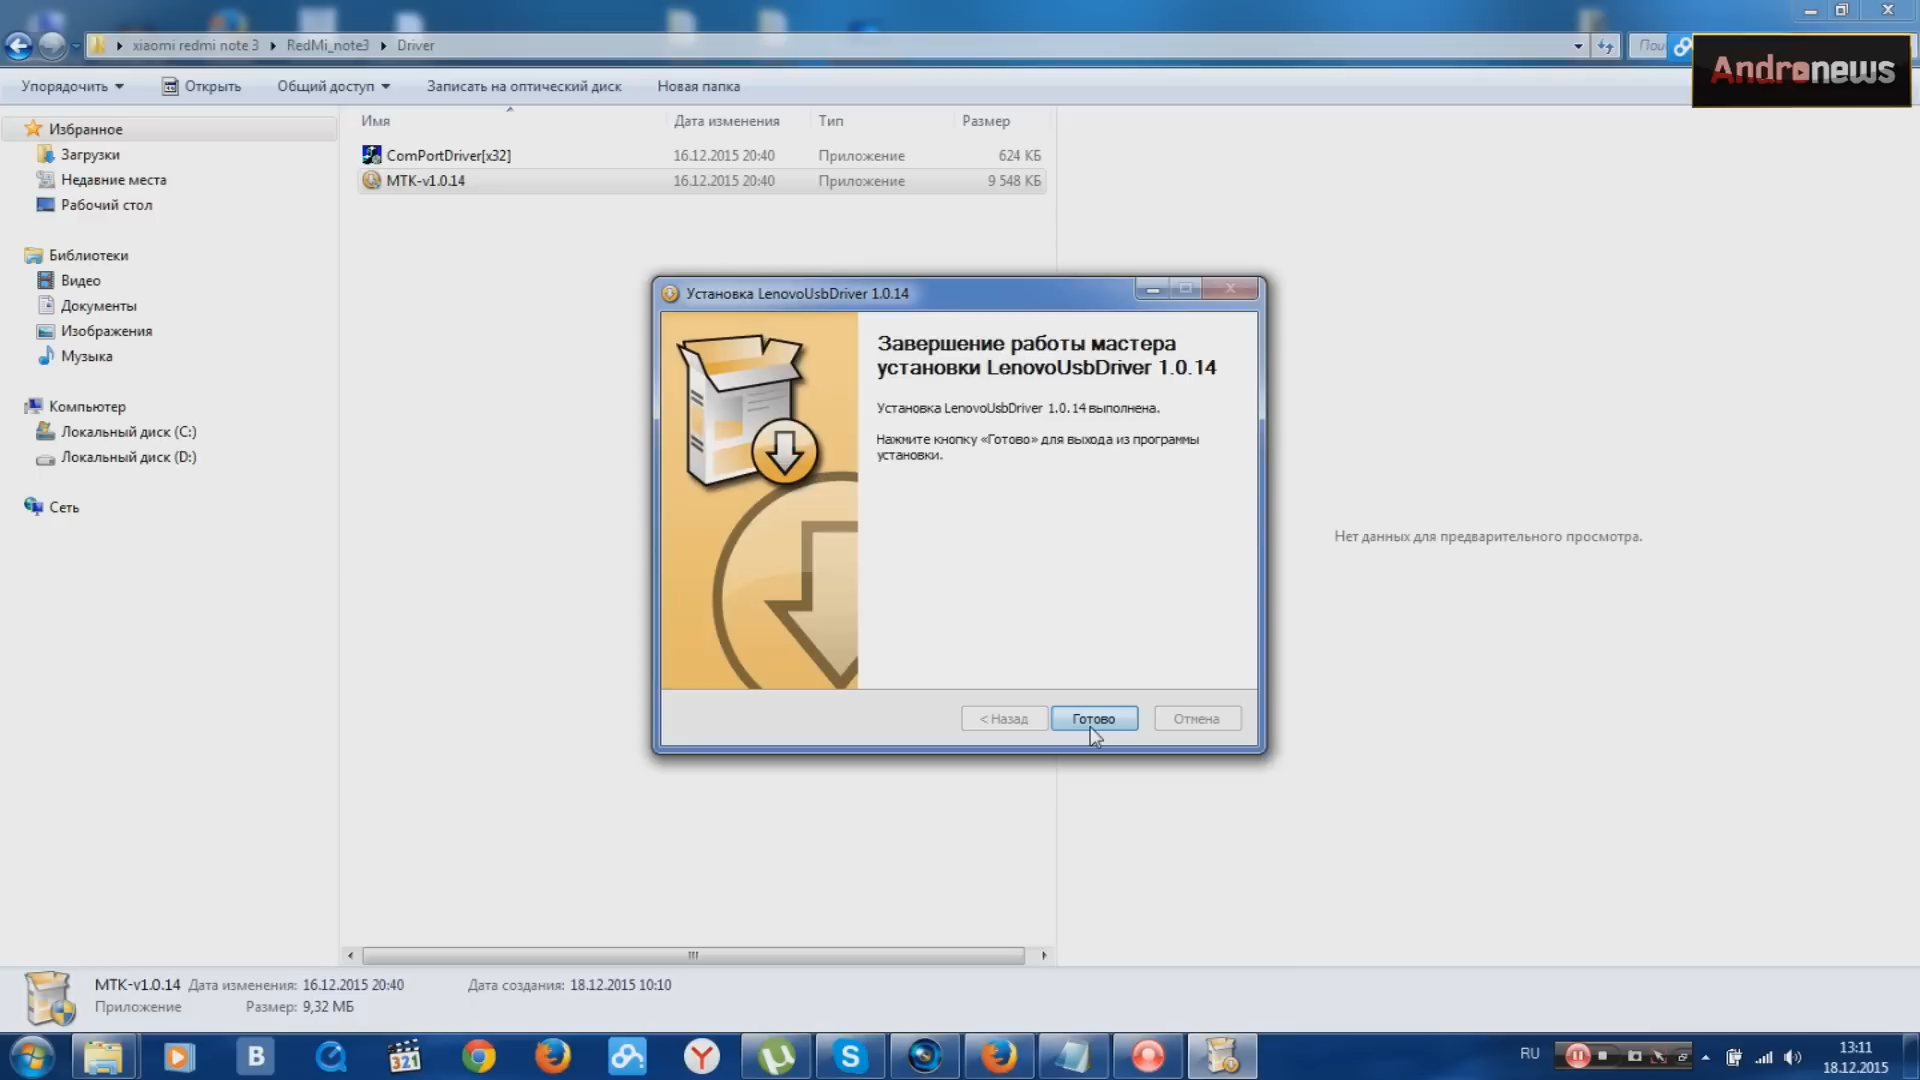 xiaomi redmi note 3 RedMi_note3 Driver
Andronews
Упорядочить Открыть Общий доступ Записать на оптический диск Новая папка
Избранное
Загрузки
Недавние места
Рабочий стол
Библиотеки
Видео
Документы
Изображения
Музыка
Компьютер
Локальный диск (C:)
Локальный диск (D:)
Сеть
Имя Дата изменения Тип Размер
ComPortDriver[x32] 16.12.2015 20:40 Приложение 624 КБ
MTK-v1.0.14 16.12.2015 20:40 Приложение 9 548 КБ
Установка LenovoUsbDriver 1.0.14
Завершение работы мастера
установки LenovoUsbDriver 1.0.14
Установка LenovoUsbDriver 1.0.14 выполнена.
Нажмите кнопку «Готово» для выхода из программы
установки.
< Назад Готово Отмена
Нет данных для предварительного просмотра.
MTK-v1.0.14 Дата изменения: 16.12.2015 20:40 Дата создания: 18.12.2015 10:10
Приложение Размер: 9,32 МБ
B
321
RU
13:11
18.12.2015